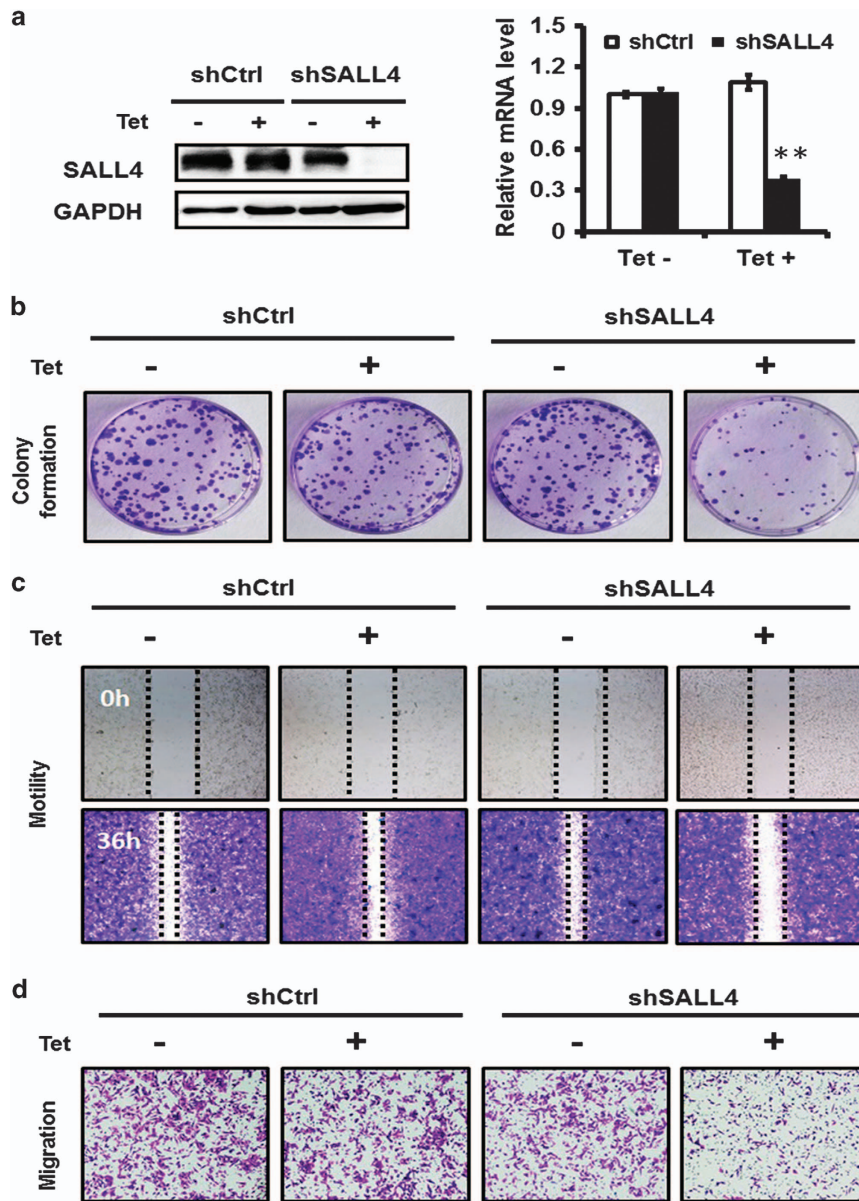 a
shCtrl shSALL4
Tet - + - +
SALL4
GAPDH
Relative mRNA level
1.5
1.2
0.9
0.6
0.3
0
shCtrl shSALL4
**
Tet - Tet +
b
shCtrl shSALL4
Tet - + - +
Colony
formation
c
shCtrl shSALL4
Tet - + - +
Motility
0h
36h
d
shCtrl shSALL4
Tet - + - +
Migration